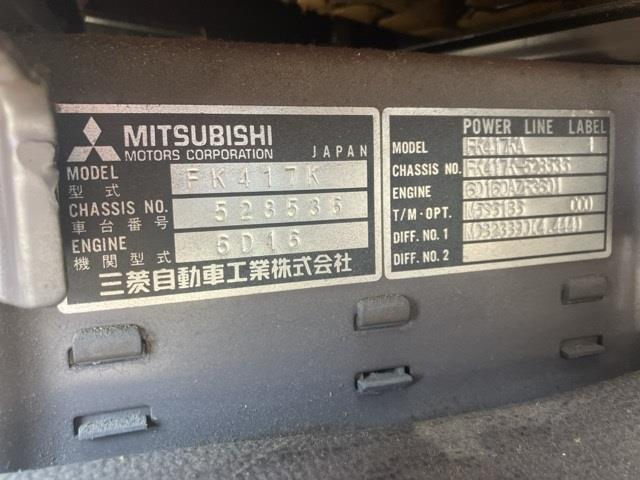 MITSUBISHI
MOTORS CORPORATION JAPAN
MODEL
型式 FK417K
CHASSIS NO.
車台番号 523536
ENGINE
機関型式 6D16
三菱自動車工業株式会社
POWER LINE LABEL
MODEL 1
CHASSIS NO.
ENGINE
T/M·OPT. 000
DIFF. NO. 1
DIFF. NO. 2